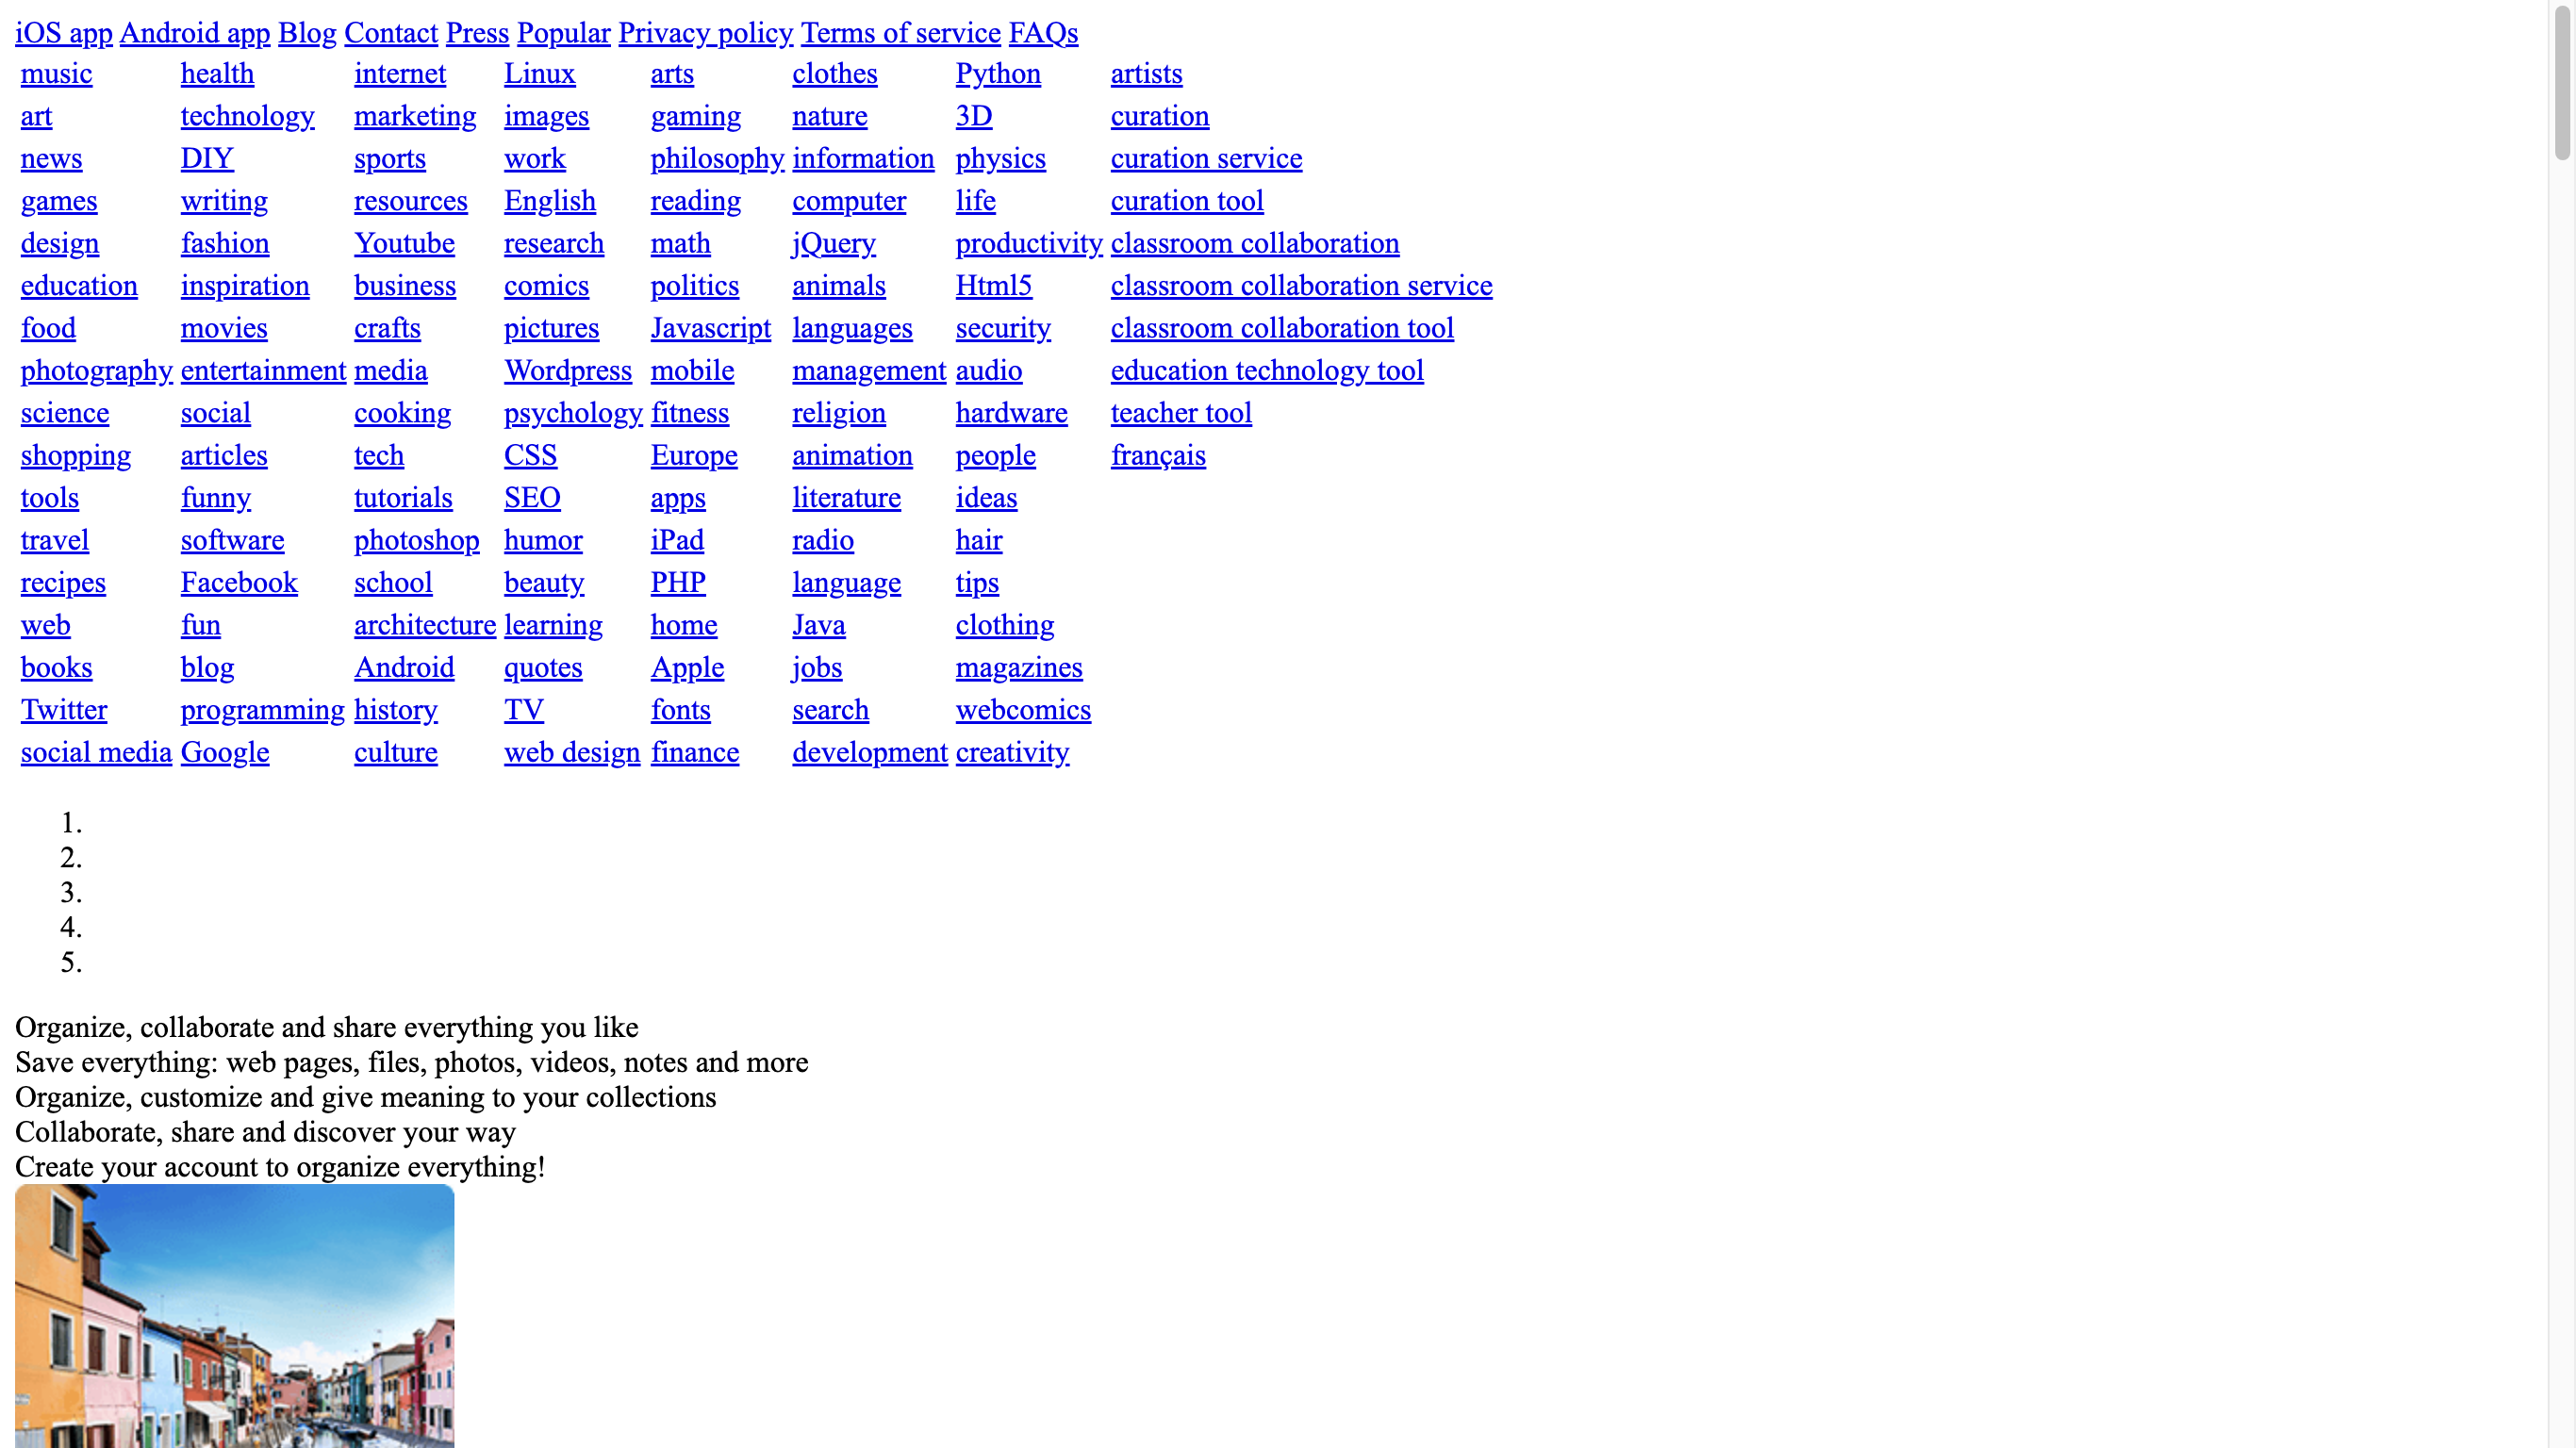 iOS app Android app Blog Contact Press Popular Privacy policy Terms of service FAQs
music health internet Linux arts clothes Python artists
art technology marketing images gaming nature 3D curation
news DIY sports work philosophy information physics curation service
games writing resources English reading computer life curation tool
design fashion Youtube research math jQuery productivity classroom collaboration
education inspiration business comics politics animals Html5 classroom collaboration service
food movies crafts pictures Javascript languages security classroom collaboration tool
photography entertainment media Wordpress mobile management audio education technology tool
science social cooking psychology fitness religion hardware teacher tool
shopping articles tech CSS Europe animation people français
tools funny tutorials SEO apps literature ideas
travel software photoshop humor iPad radio hair
recipes Facebook school beauty PHP language tips
web fun architecture learning home Java clothing
books blog Android quotes Apple jobs magazines
Twitter programming history TV fonts search webcomics
social media Google culture web design finance development creativity
1.
2.
3.
4.
5.
Organize, collaborate and share everything you like
Save everything: web pages, files, photos, videos, notes and more
Organize, customize and give meaning to your collections
Collaborate, share and discover your way
Create your account to organize everything!